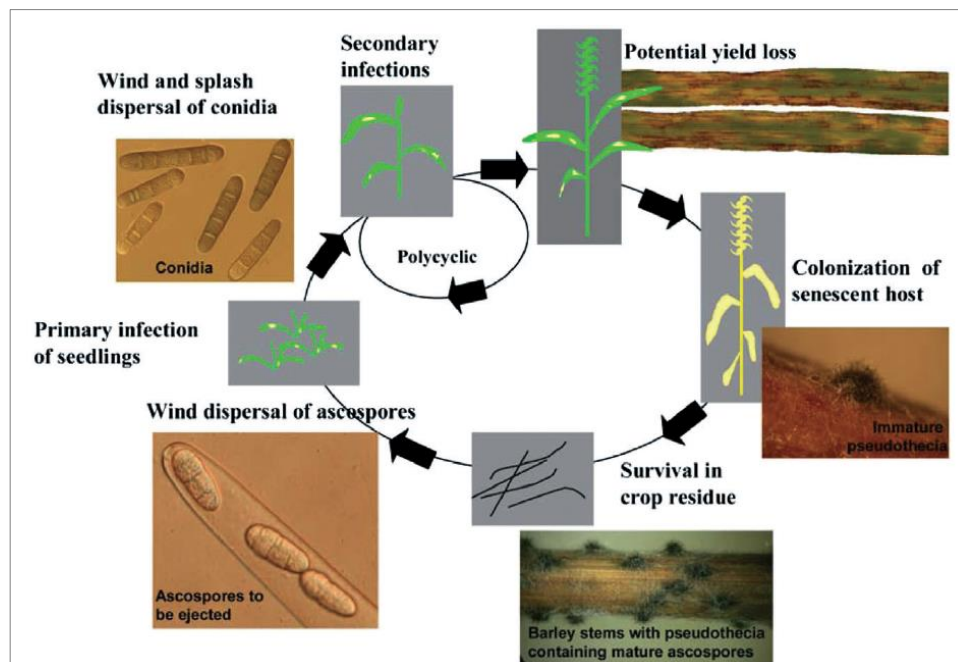 Secondary
infections
Potential yield loss
Wind and splash
dispersal of conidia
Conidia
Polycyclic
Colonization of
senescent host
Immature
pseudothecia
Primary infection
of seedlings
Wind dispersal of ascospores
Ascospores to
be ejected
Survival in
crop residue
Barley stems with pseudothecia
containing mature ascospores